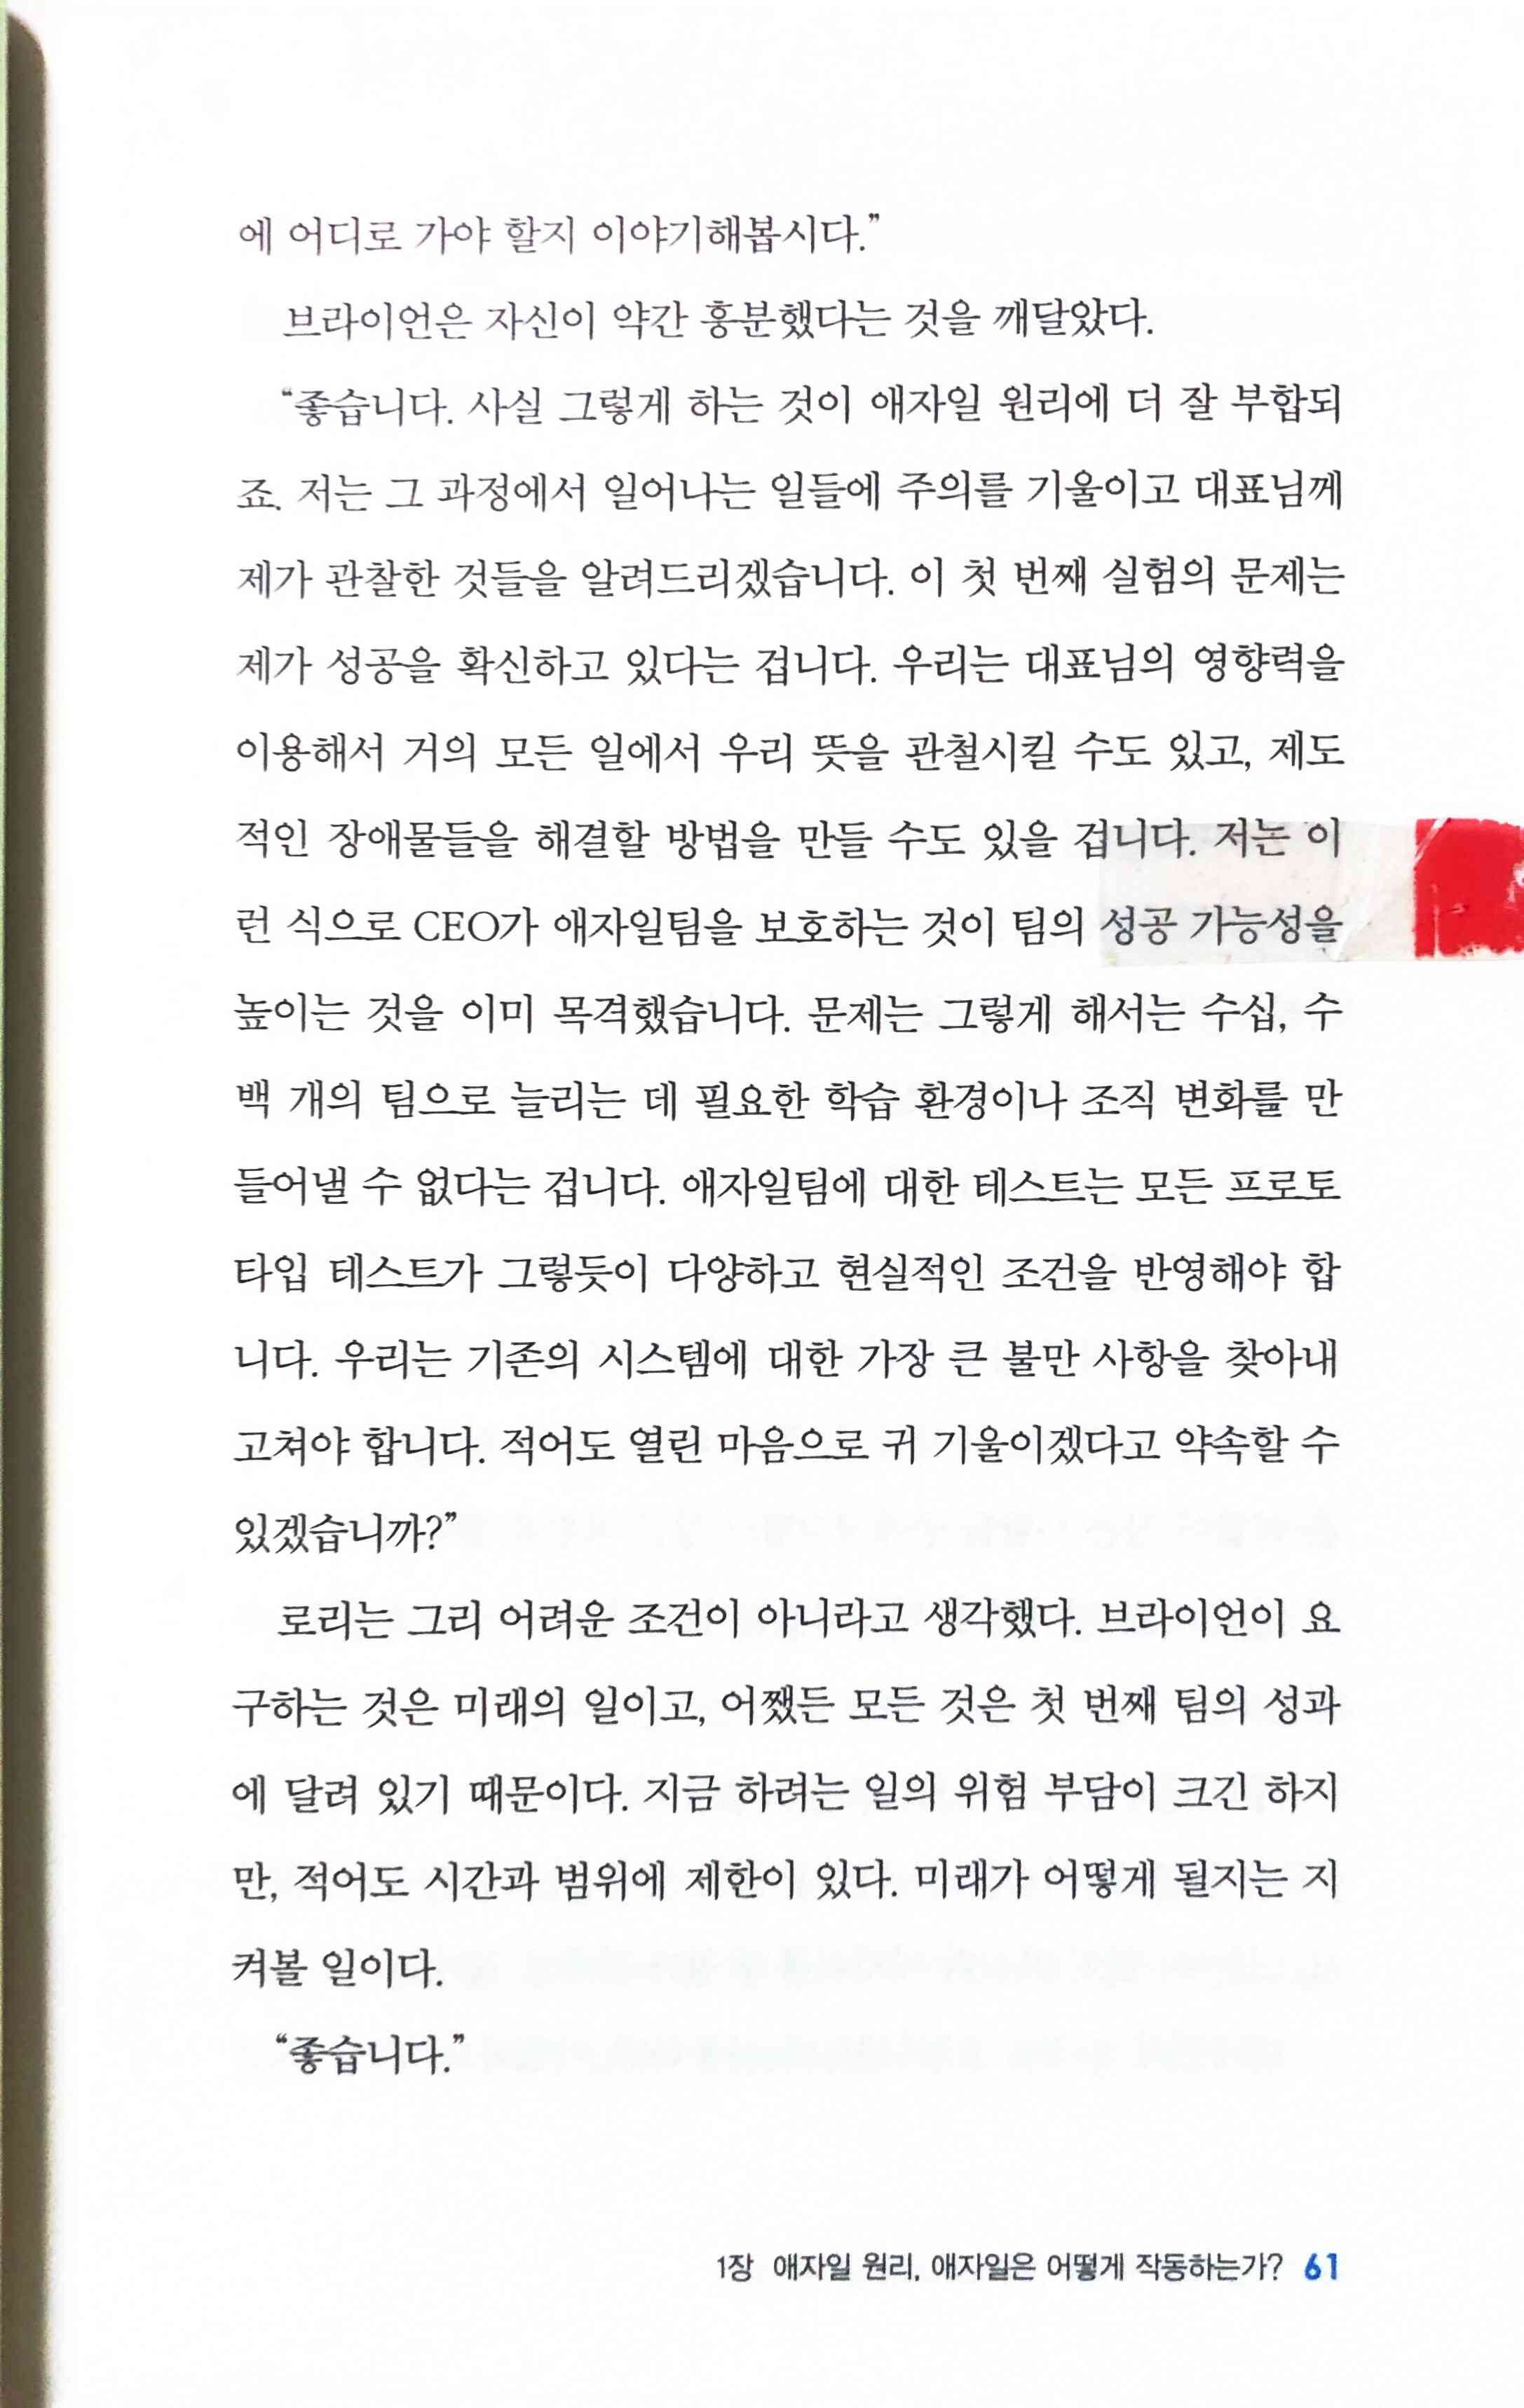 에 어디로 가야 할지 이야기해봅시다.”
브라이언은 자신이 약간 흥분했다는 것을 깨달았다.
“좋습니다. 사실 그렇게 하는 것이 애자일 원리에 더 잘 부합되
죠. 저는 그 과정에서 일어나는 일들에 주의를 기울이고 대표님께
제가 관찰한 것들을 알려드리겠습니다. 이 첫 번째 실험의 문제는
제가 성공을 확신하고 있다는 겁니다. 우리는 대표님의 영향력을
이용해서 거의 모든 일에서 우리 뜻을 관철시킬 수도 있고, 제도
적인 장애물들을 해결할 방법을 만들 수도 있을 겁니다. 저는 이
런 식으로 CEO가 애자일팀을 보호하는 것이 팀의 성공 가능성을
높이는 것을 이미 목격했습니다. 문제는 그렇게 해서는 수십, 수
백 개의 팀으로 늘리는 데 필요한 학습 환경이나 조직 변화를 만
들어낼 수 없다는 겁니다. 애자일팀에 대한 테스트는 모든 프로토
타입 테스트가 그렇듯이 다양하고 현실적인 조건을 반영해야 합
니다. 우리는 기존의 시스템에 대한 가장 큰 불만 사항을 찾아내
고쳐야 합니다. 적어도 열린 마음으로 귀 기울이겠다고 약속할 수
있겠습니까?”
로리는 그리 어려운 조건이 아니라고 생각했다. 브라이언이 요
구하는 것은 미래의 일이고, 어쨌든 모든 것은 첫 번째 팀의 성과
에 달려 있기 때문이다. 지금 하려는 일의 위험 부담이 크긴 하지
만, 적어도 시간과 범위에 제한이 있다. 미래가 어떻게 될지는 지
켜볼 일이다.
“좋습니다.”
1장 애자일 원리, 애자일은 어떻게 작동하는가? 61